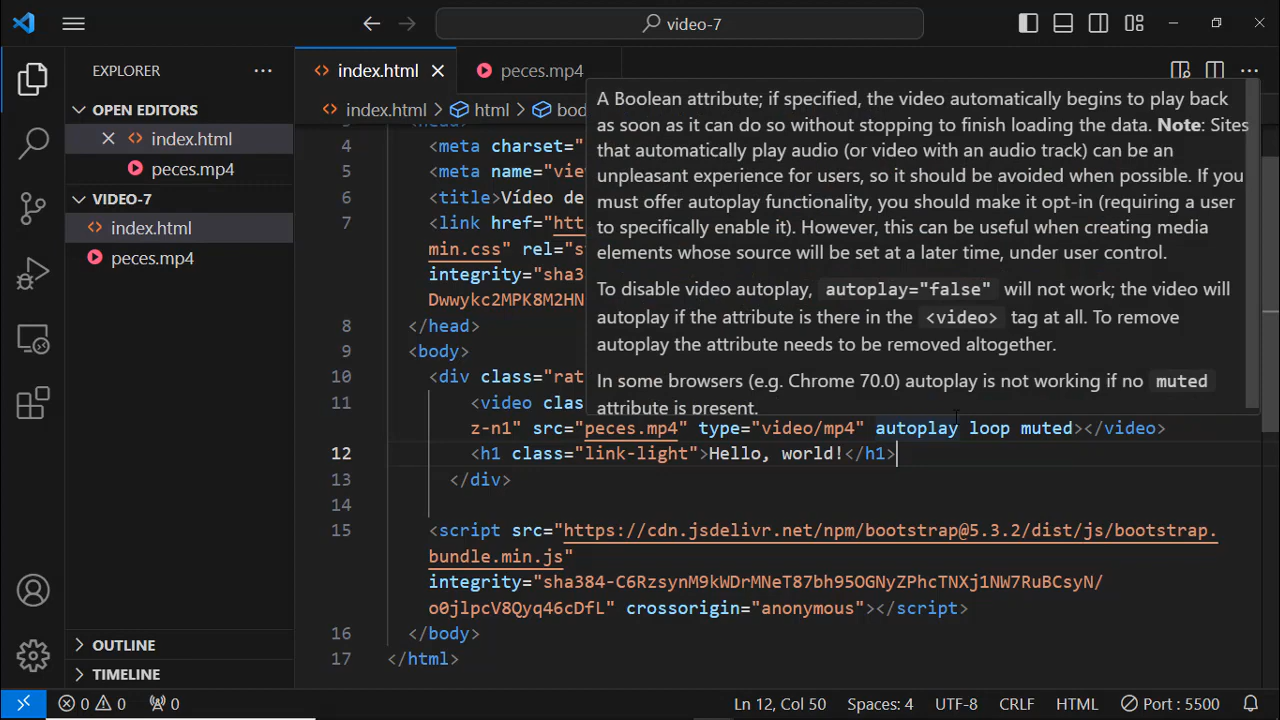 video-7
EXPLORER
index.html
peces.mp4
OPEN EDITORS
index.html
peces.mp4
VIDEO-7
index.html
peces.mp4
OUTLINE
TIMELINE
index.html
html
A Boolean attribute; if specified, the video automatically begins to play back
as soon as it can do so without stopping to finish loading the data. Note: Sites
that automatically play audio (or video with an audio track) can be an
unpleasant experience for users, so it should be avoided when possible. If you
must offer autoplay functionality, you should make it opt-in (requiring a user
to specifically enable it). However, this can be useful when creating media
elements whose source will be set at a later time, under user control.
To disable video autoplay, autoplay="false" will not work; the video will
autoplay if the attribute is there in the <video> tag at all. To remove
autoplay the attribute needs to be removed altogether.
In some browsers (e.g. Chrome 70.0) autoplay is not working if no muted
attribute is present.
4 <meta charset="
5 <meta name="vie
6 <title>Vídeo de
7 <link href="htt
min.css" rel="s
integrity="sha3
Dwwykc2MPK8M2HN
8 </head>
9 <body>
10 <div class="rat
11 <video clas
z-n1" src="peces.mp4" type="video/mp4" autoplay loop muted></video>
12 <h1 class="link-light">Hello, world!</h1>
13 </div>
14
15 <script src="https://cdn.jsdelivr.net/npm/bootstrap@5.3.2/dist/js/bootstrap.
bundle.min.js"
integrity="sha384-C6RzsynM9kWDrMNeT87bh95OGNyZPhcTNXj1NW7RuBCsyN/
o0jlpcV8Qyq46cDfL" crossorigin="anonymous"></script>
16 </body>
17 </html>
0 0 0
Ln 12, Col 50
Spaces: 4
UTF-8
CRLF
HTML
Port : 5500